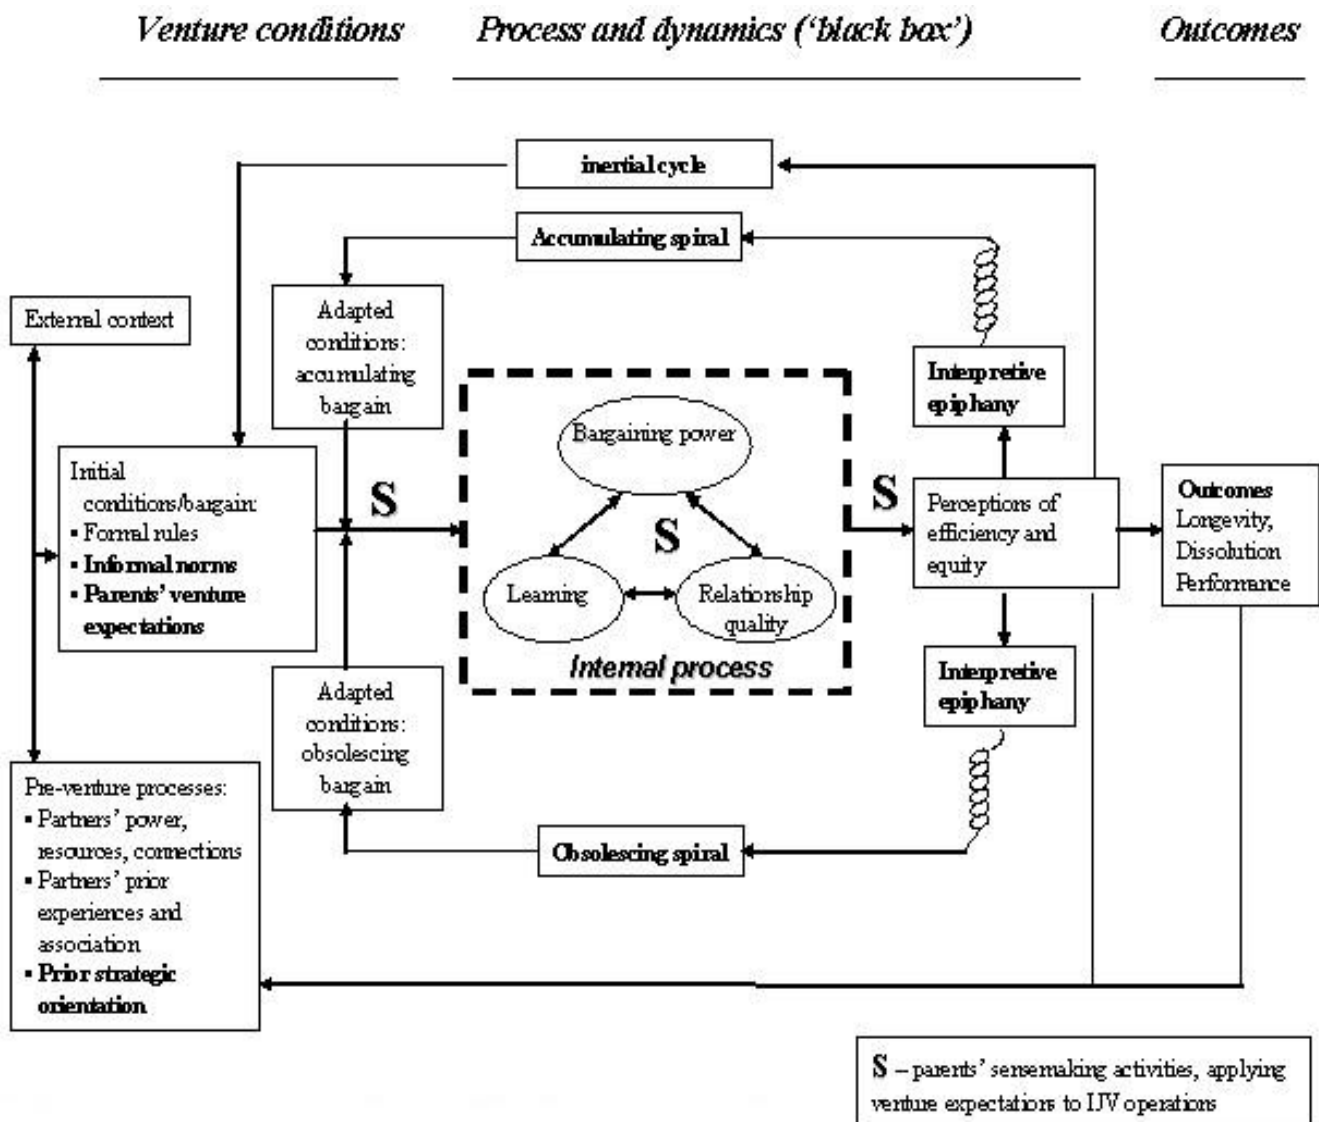 Venture conditions
Process and dynamics (‘black box’)
Outcomes
inertial cycle
Accumulating spiral
External context
Adapted
conditions:
accumulating
bargain
Interpretive
epiphany
Initial
conditions/bargain:
▪ Formal rules
▪ Informal norms
▪ Parents’ venture
expectations
S
Bargaining power
S
Learning
Relationship
quality
Internal process
S
Perceptions of
efficiency and
equity
Outcomes
Longevity,
Dissolution
Performance
Adapted
conditions:
obsolescing
bargain
Interpretive
epiphany
Obsolescing spiral
Pre-venture processes:
▪ Partners’ power,
resources, connections
▪ Partners’ prior
experiences and
association
▪ Prior strategic
orientation
S – parents’ sensemaking activities, applying
venture expectations to IJV operations